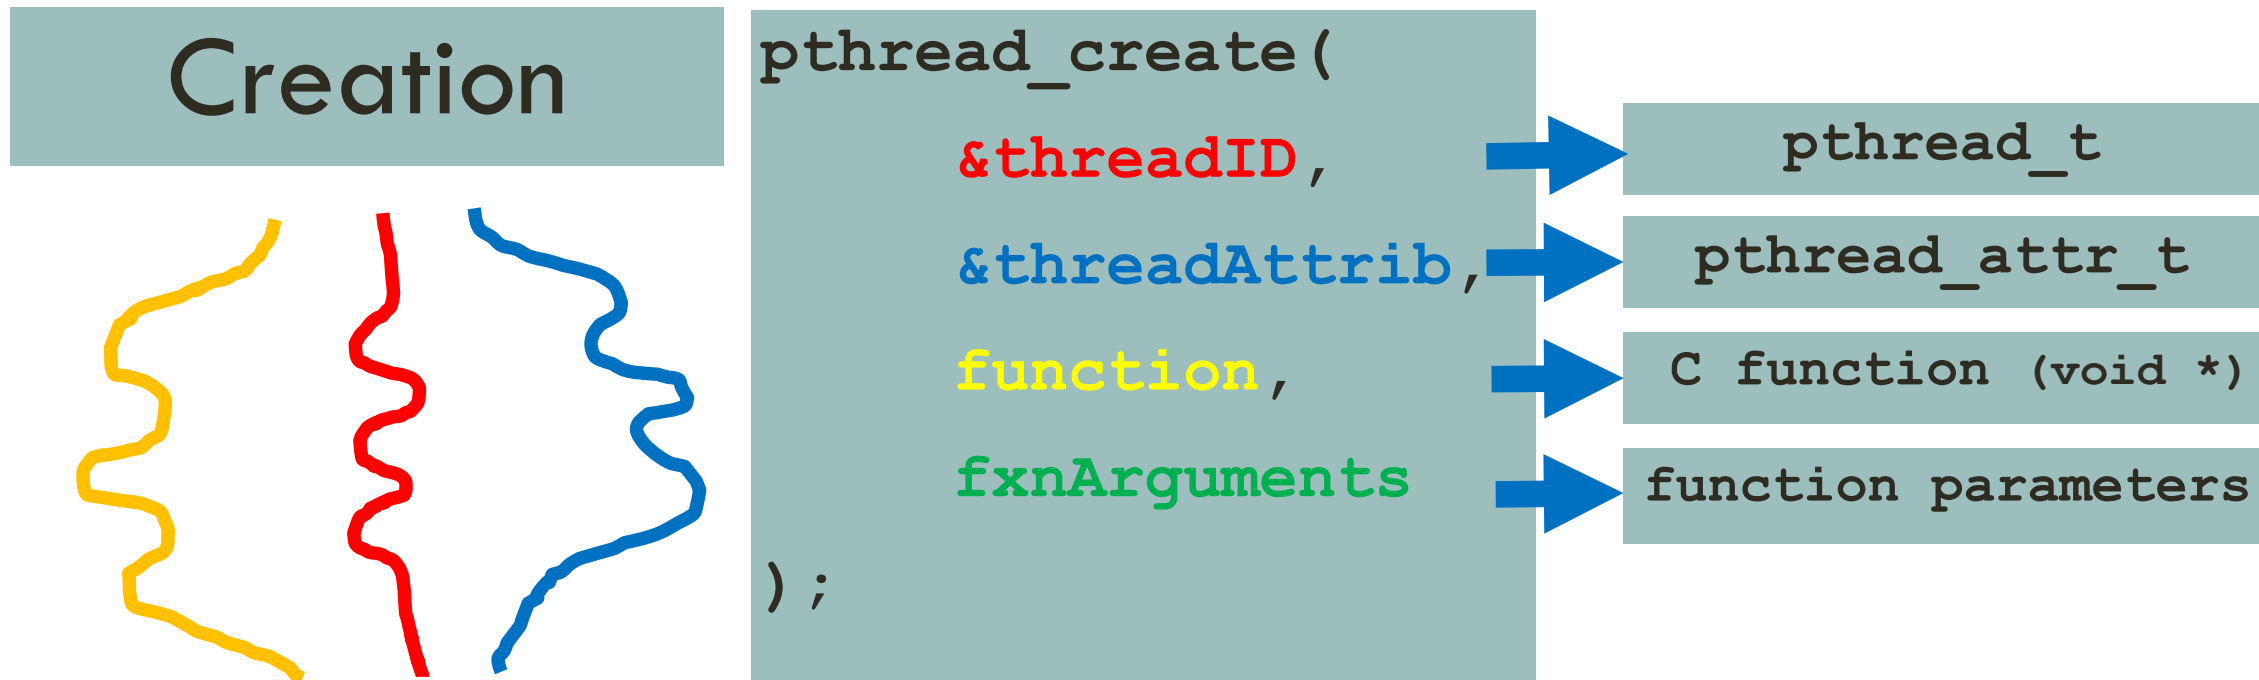 Creation
pthread_create(
&threadID,
&threadAttrib,
function,
fxnArguments
);
pthread_t
pthread_attr_t
C function (void *)
function parameters